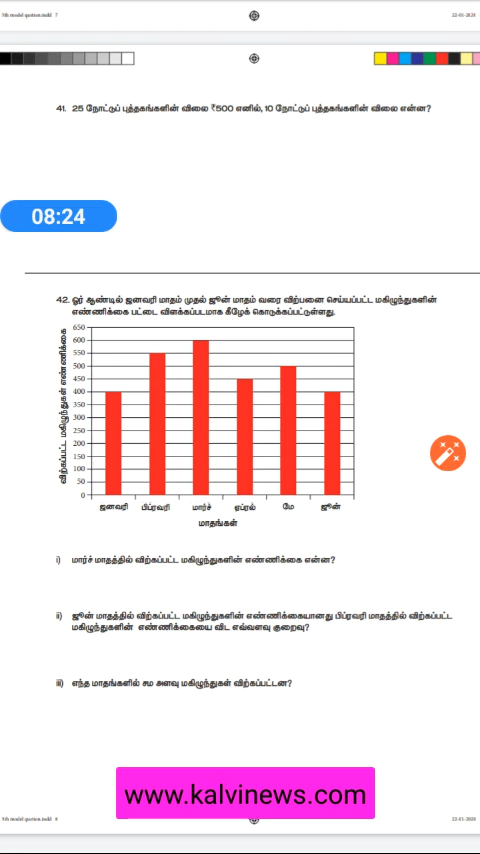 5th model qustion.indd 7
22-01-2020
41. 25 நோட்டுப் புத்தகங்களின் விலை ₹500 எனில், 10 நோட்டுப் புத்தகங்களின் விலை என்ன?
08:24
42. ஓர் ஆண்டில் ஜனவரி மாதம் முதல் ஜூன் மாதம் வரை விற்பனை செய்யப்பட்ட மகிழுந்துகளின்
எண்ணிக்கை பட்டை விளக்கப்படமாக கீழேக் கொடுக்கப்பட்டுள்ளது.
விற்கப்பட்ட மகிழுந்துகள் எண்ணிக்கை
650
600
550
500
450
400
350
300
250
200
150
100
50
0
ஜனவரி பிப்ரவரி மார்ச் ஏப்ரல் மே ஜூன்
மாதங்கள்
i) மார்ச் மாதத்தில் விற்கப்பட்ட மகிழுந்துகளின் எண்ணிக்கை என்ன?
ii) ஜூன் மாதத்தில் விற்கப்பட்ட மகிழுந்துகளின் எண்ணிக்கையானது பிப்ரவரி மாதத்தில் விற்கப்பட்ட
மகிழுந்துகளின் எண்ணிக்கையை விட எவ்வளவு குறைவு?
iii) எந்த மாதங்களில் சம அளவு மகிழுந்துகள் விற்கப்பட்டன?
www.kalvinews.com
5th model qustion.indd 8
22-01-2020